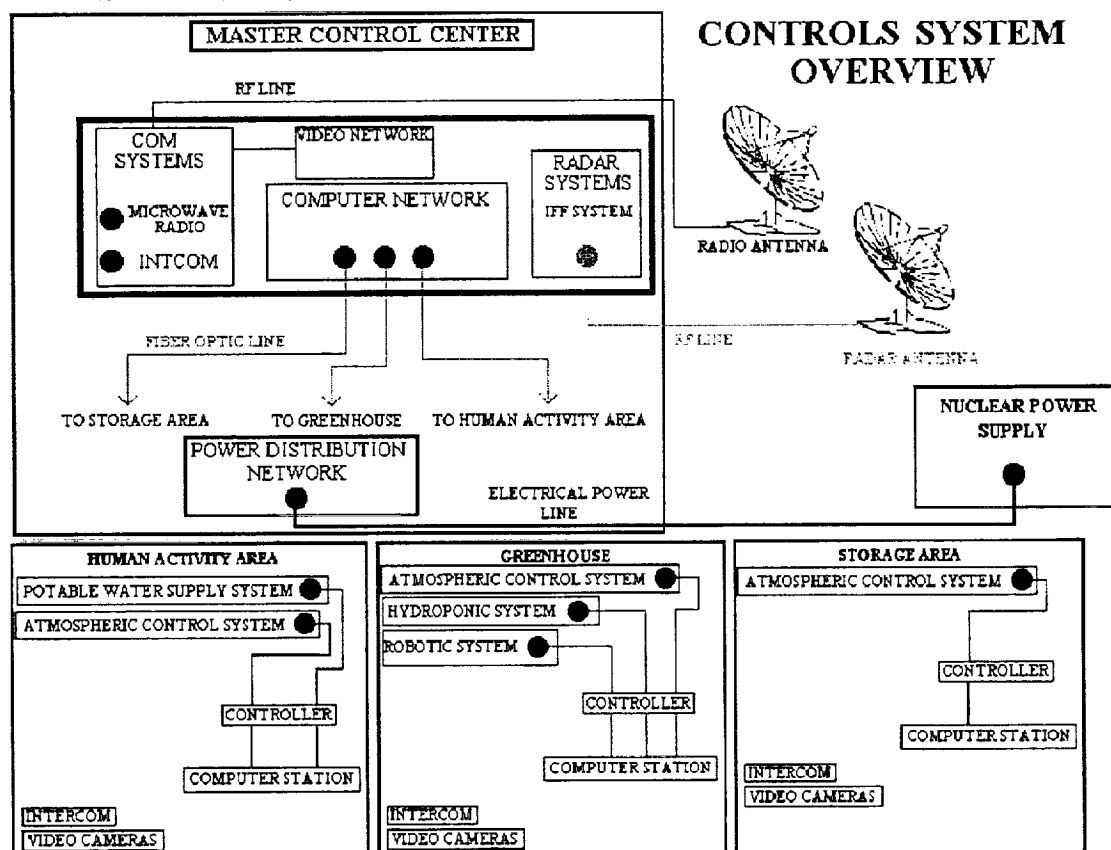 MASTER CONTROL CENTER
CONTROLS SYSTEM
OVERVIEW
RF LINE
COM
SYSTEMS
MICROWAVE
RADIO
INTCOM
VIDEO NETWORK
COMPUTER NETWORK
RADAR
SYSTEMS
IFF SYSTEM
RADIO ANTENNA
RF LINE
RADAR ANTENNA
FIBER OPTIC LINE
TO STORAGE AREA
TO GREENHOUSE
TO HUMAN ACTIVITY AREA
POWER DISTRIBUTION
NETWORK
ELECTRICAL POWER
LINE
NUCLEAR POWER
SUPPLY
HUMAN ACTIVITY AREA
POTABLE WATER SUPPLY SYSTEM
ATMOSPHERIC CONTROL SYSTEM
CONTROLLER
COMPUTER STATION
INTERCOM
VIDEO CAMERAS
GREENHOUSE
ATMOSPHERIC CONTROL SYSTEM
HYDROPONIC SYSTEM
ROBOTIC SYSTEM
CONTROLLER
COMPUTER STATION
INTERCOM
VIDEO CAMERAS
STORAGE AREA
ATMOSPHERIC CONTROL SYSTEM
CONTROLLER
COMPUTER STATION
INTERCOM
VIDEO CAMERAS